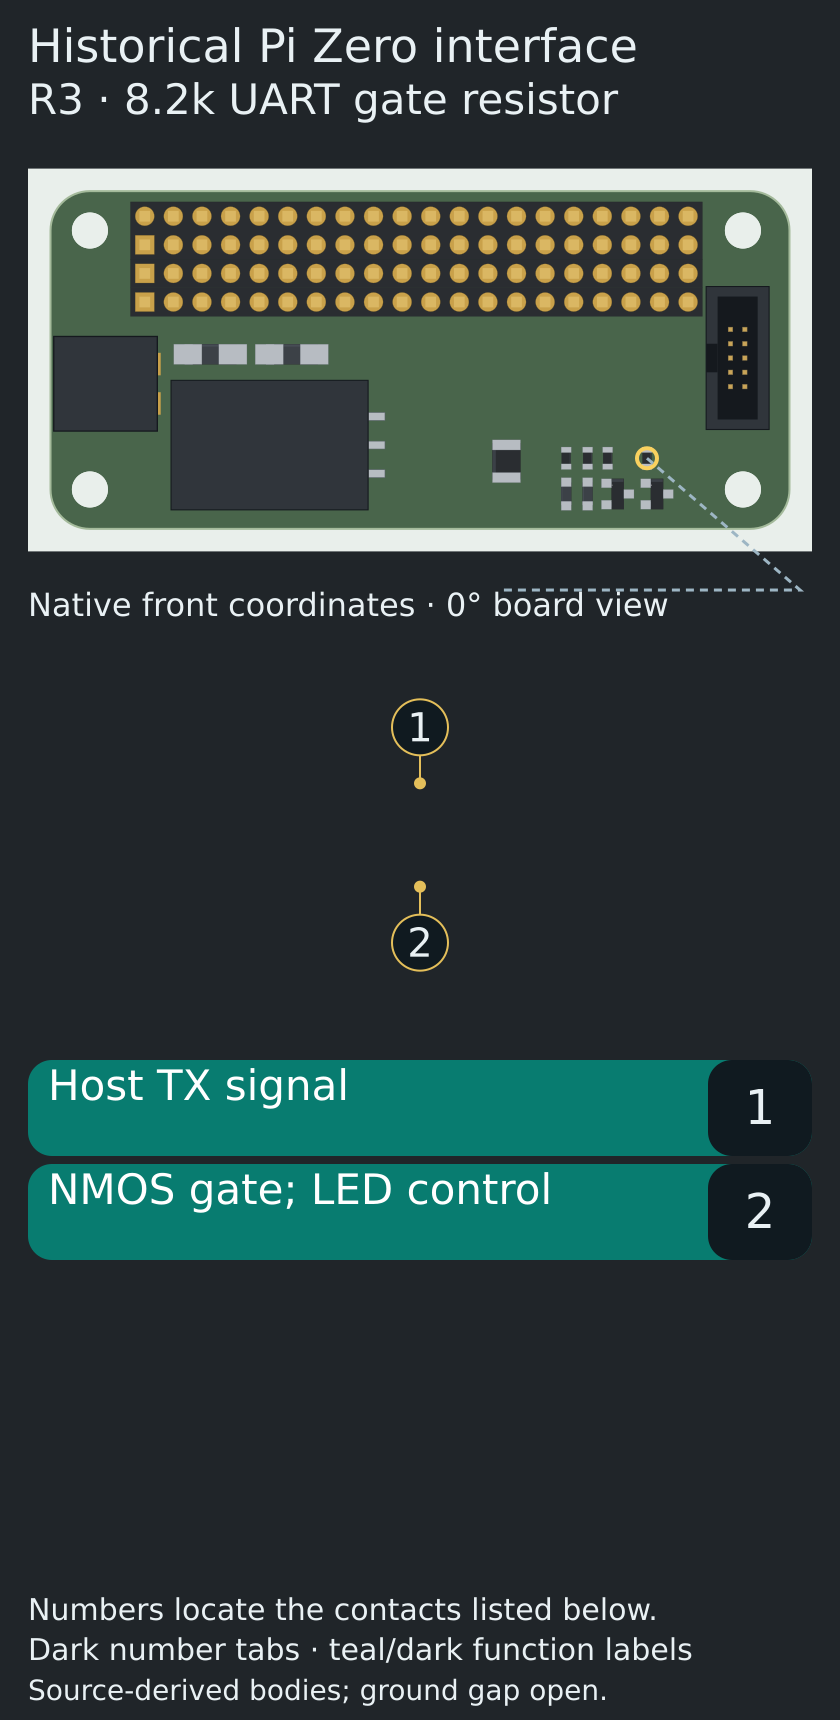 Historical Pi Zero interface
R3 · 8.2k UART gate resistor
Native front coordinates · 0° board view
1
2
Host TX signal 1
NMOS gate; LED control 2
Numbers locate the contacts listed below.
Dark number tabs · teal/dark function labels
Source-derived bodies; ground gap open.